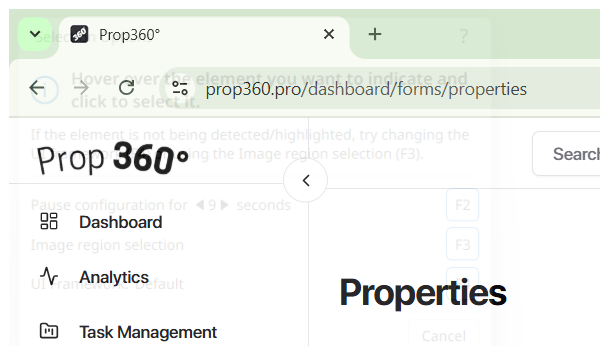 Prop360°
?
Hover over the element you want to indicate and
click to select it.
prop360.pro/dashboard/forms/properties
If the element is not being detected/highlighted, try changing the
the Image region selection (F3).
Prop 360°
Search
Pause configuration for 9 seconds
F2
Dashboard
Image region selection
F3
Analytics
UI Framework: Default
Properties
Task Management
Cancel